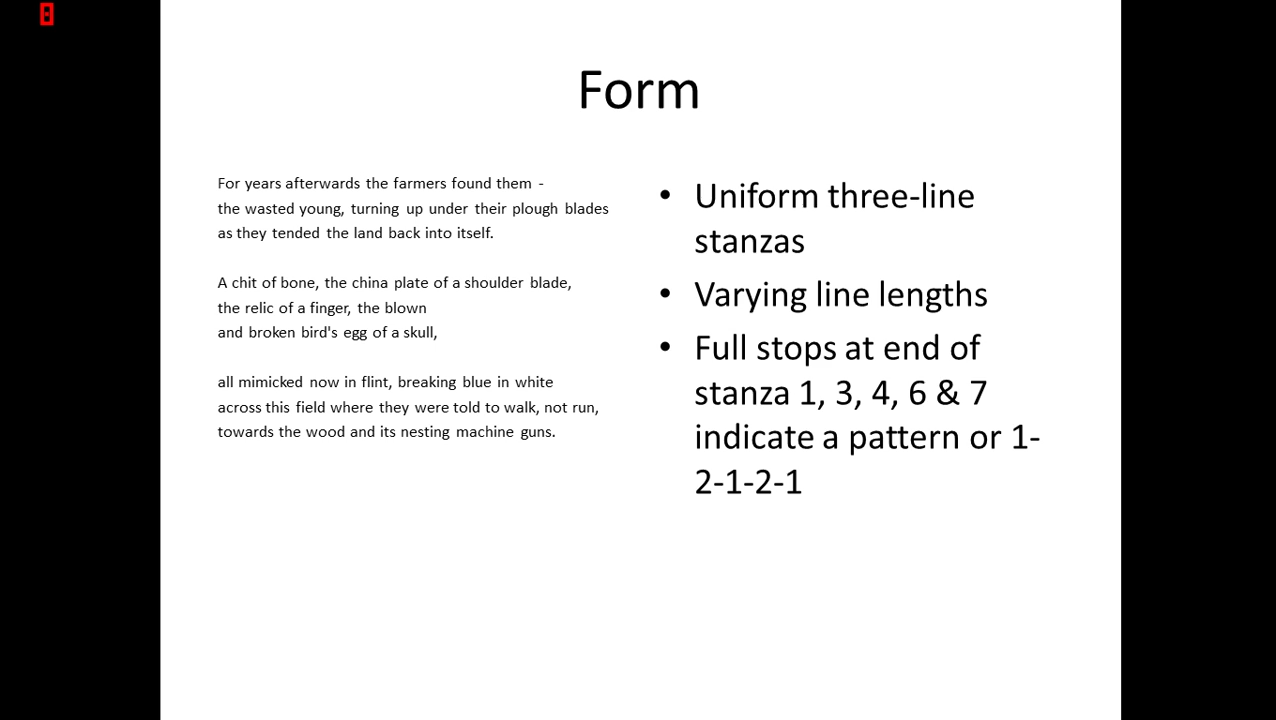 Form
For years afterwards the farmers found them -
the wasted young, turning up under their plough blades
as they tended the land back into itself.
A chit of bone, the china plate of a shoulder blade,
the relic of a finger, the blown
and broken bird's egg of a skull,
all mimicked now in flint, breaking blue in white
across this field where they were told to walk, not run,
towards the wood and its nesting machine guns.
• Uniform three-line
stanzas
• Varying line lengths
• Full stops at end of
stanza 1, 3, 4, 6 & 7
indicate a pattern or 1-
2-1-2-1